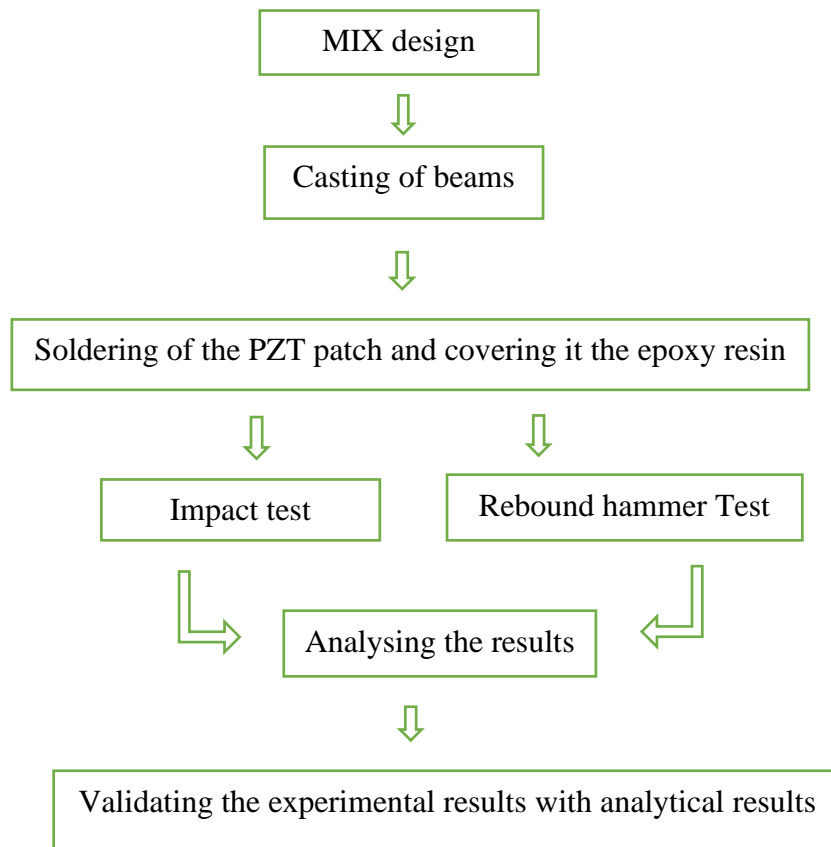 MIX design
Casting of beams
Soldering of the PZT patch and covering it the epoxy resin
Impact test
Rebound hammer Test
Analysing the results
Validating the experimental results with analytical results